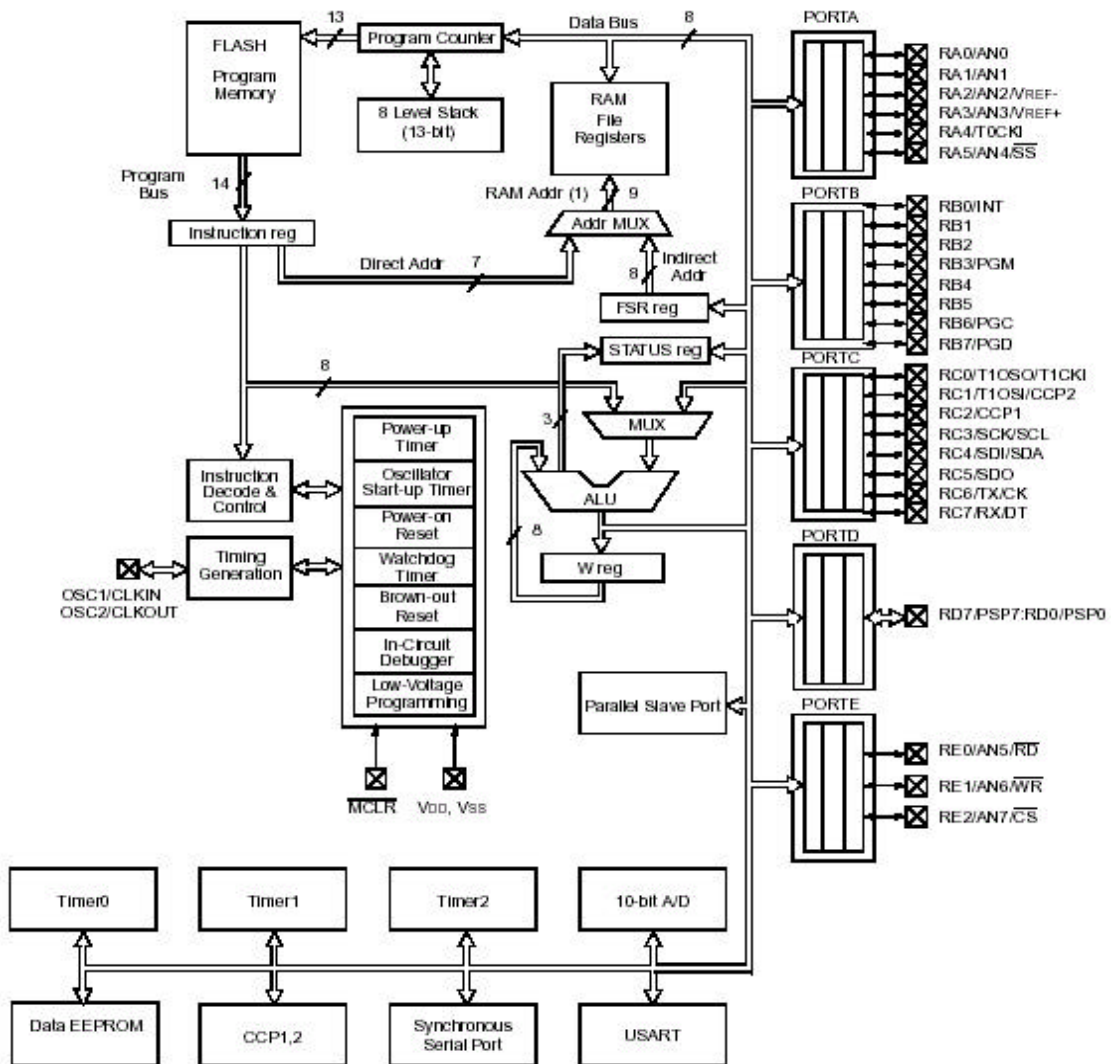 13
Data Bus
8
PORTA
FLASH
Program
Memory
Program Counter
8 Level Stack
(13-bit)
RAM
File
Registers
RA0/AN0
RA1/AN1
RA2/AN2/VREF-
RA3/AN3/VREF+
RA4/T0CKI
RA5/AN4/SS
Program
Bus
14
RAM Addr (1)
9
PORTB
Instruction reg
Addr MUX
Direct Addr
7
8
Indirect
Addr
FSR reg
STATUS reg
RB0/INT
RB1
RB2
RB3/PGM
RB4
RB5
RB6/PGC
RB7/PGD
PORTC
8
3
MUX
RC0/T1OSO/T1CKI
RC1/T1OSI/CCP2
RC2/CCP1
RC3/SCK/SCL
RC4/SDI/SDA
RC5/SDO
RC6/TX/CK
RC7/RX/DT
Power-up
Timer
Oscillator
Start-up Timer
Power-on
Reset
Watchdog
Timer
Brown-out
Reset
In-Circuit
Debugger
Low-Voltage
Programming
Instruction
Decode &
Control
Timing
Generation
OSC1/CLKIN
OSC2/CLKOUT
ALU
8
W reg
PORTD
RD7/PSP7:RD0/PSP0
Parallel Slave Port
PORTE
RE0/AN5/RD
RE1/AN6/WR
RE2/AN7/CS
MCLR
VDD, VSS
Timer0
Timer1
Timer2
10-bit A/D
Data EEPROM
CCP1,2
Synchronous
Serial Port
USART